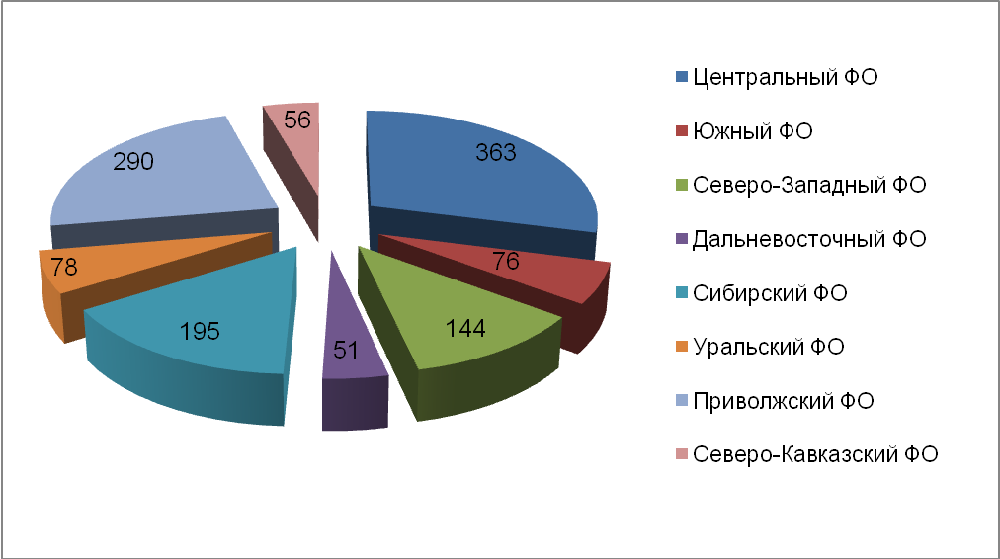 56
363
290
76
78
144
195
51
Центральный ФО
Южный ФО
Северо-Западный ФО
Дальневосточный ФО
Сибирский ФО
Уральский ФО
Приволжский ФО
Северо-Кавказский ФО